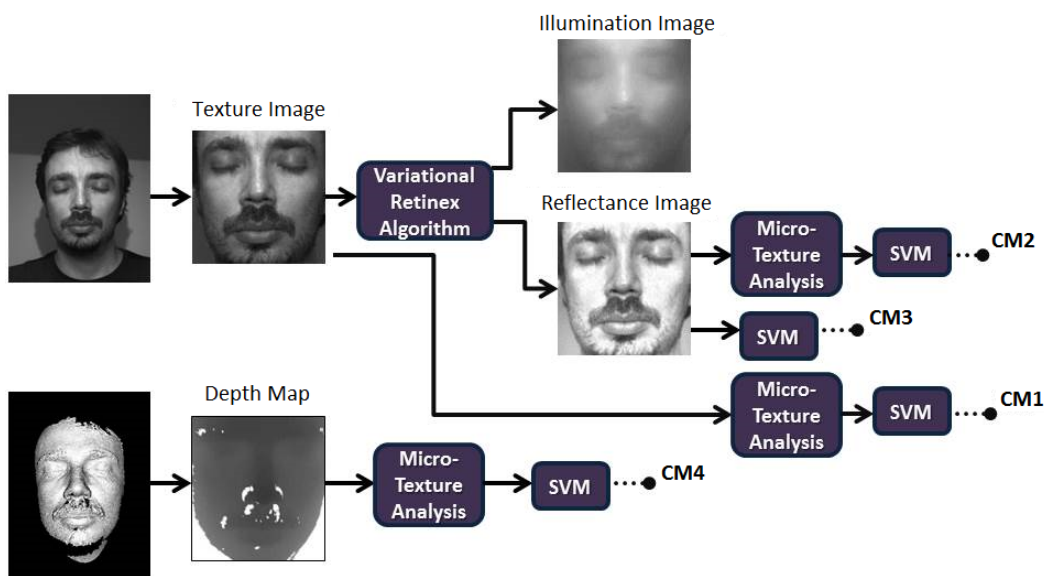 Illumination Image
Texture Image
Variational
Retinex
Algorithm
Reflectance Image
Micro-
Texture
Analysis
SVM
CM2
SVM
CM3
Micro-
Texture
Analysis
SVM
CM1
Depth Map
Micro-
Texture
Analysis
SVM
CM4